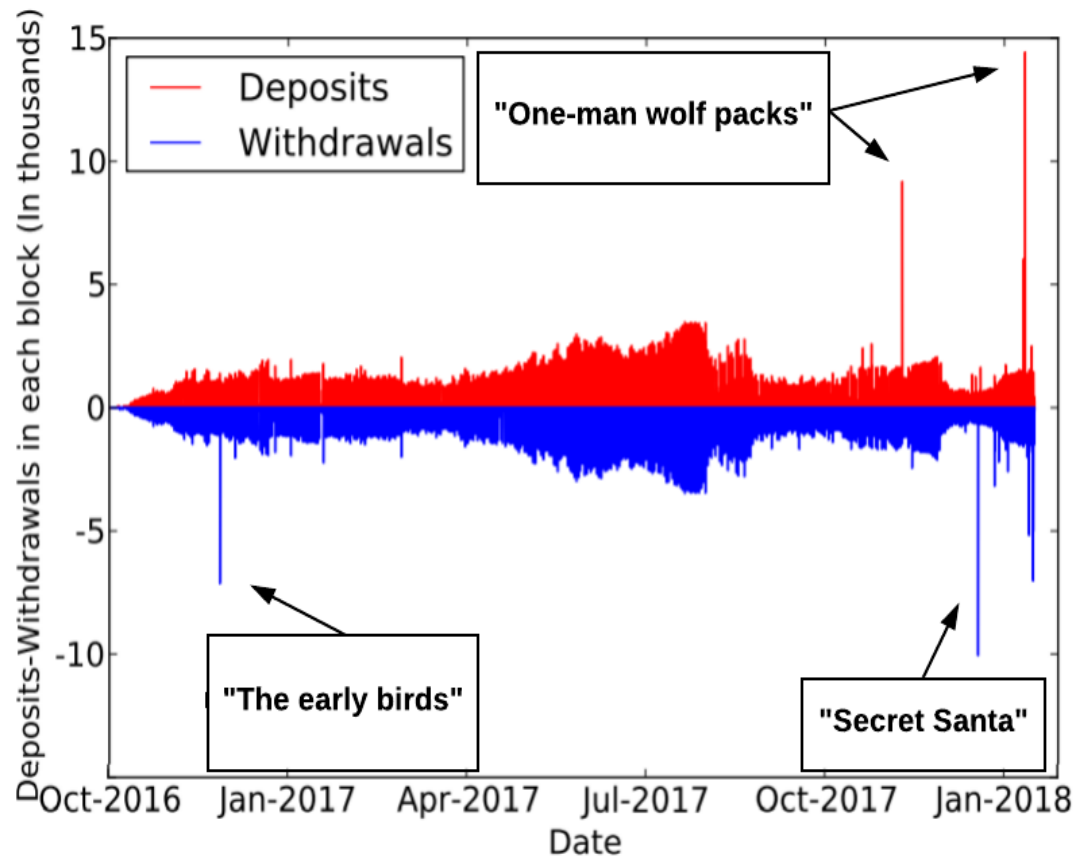 Deposits-Withdrawals in each block (In thousands)
15
10
5
0
-5
-10
Deposits
Withdrawals
"One-man wolf packs"
"The early birds"
"Secret Santa"
Oct-2016 Jan-2017 Apr-2017 Jul-2017 Oct-2017 Jan-2018
Date